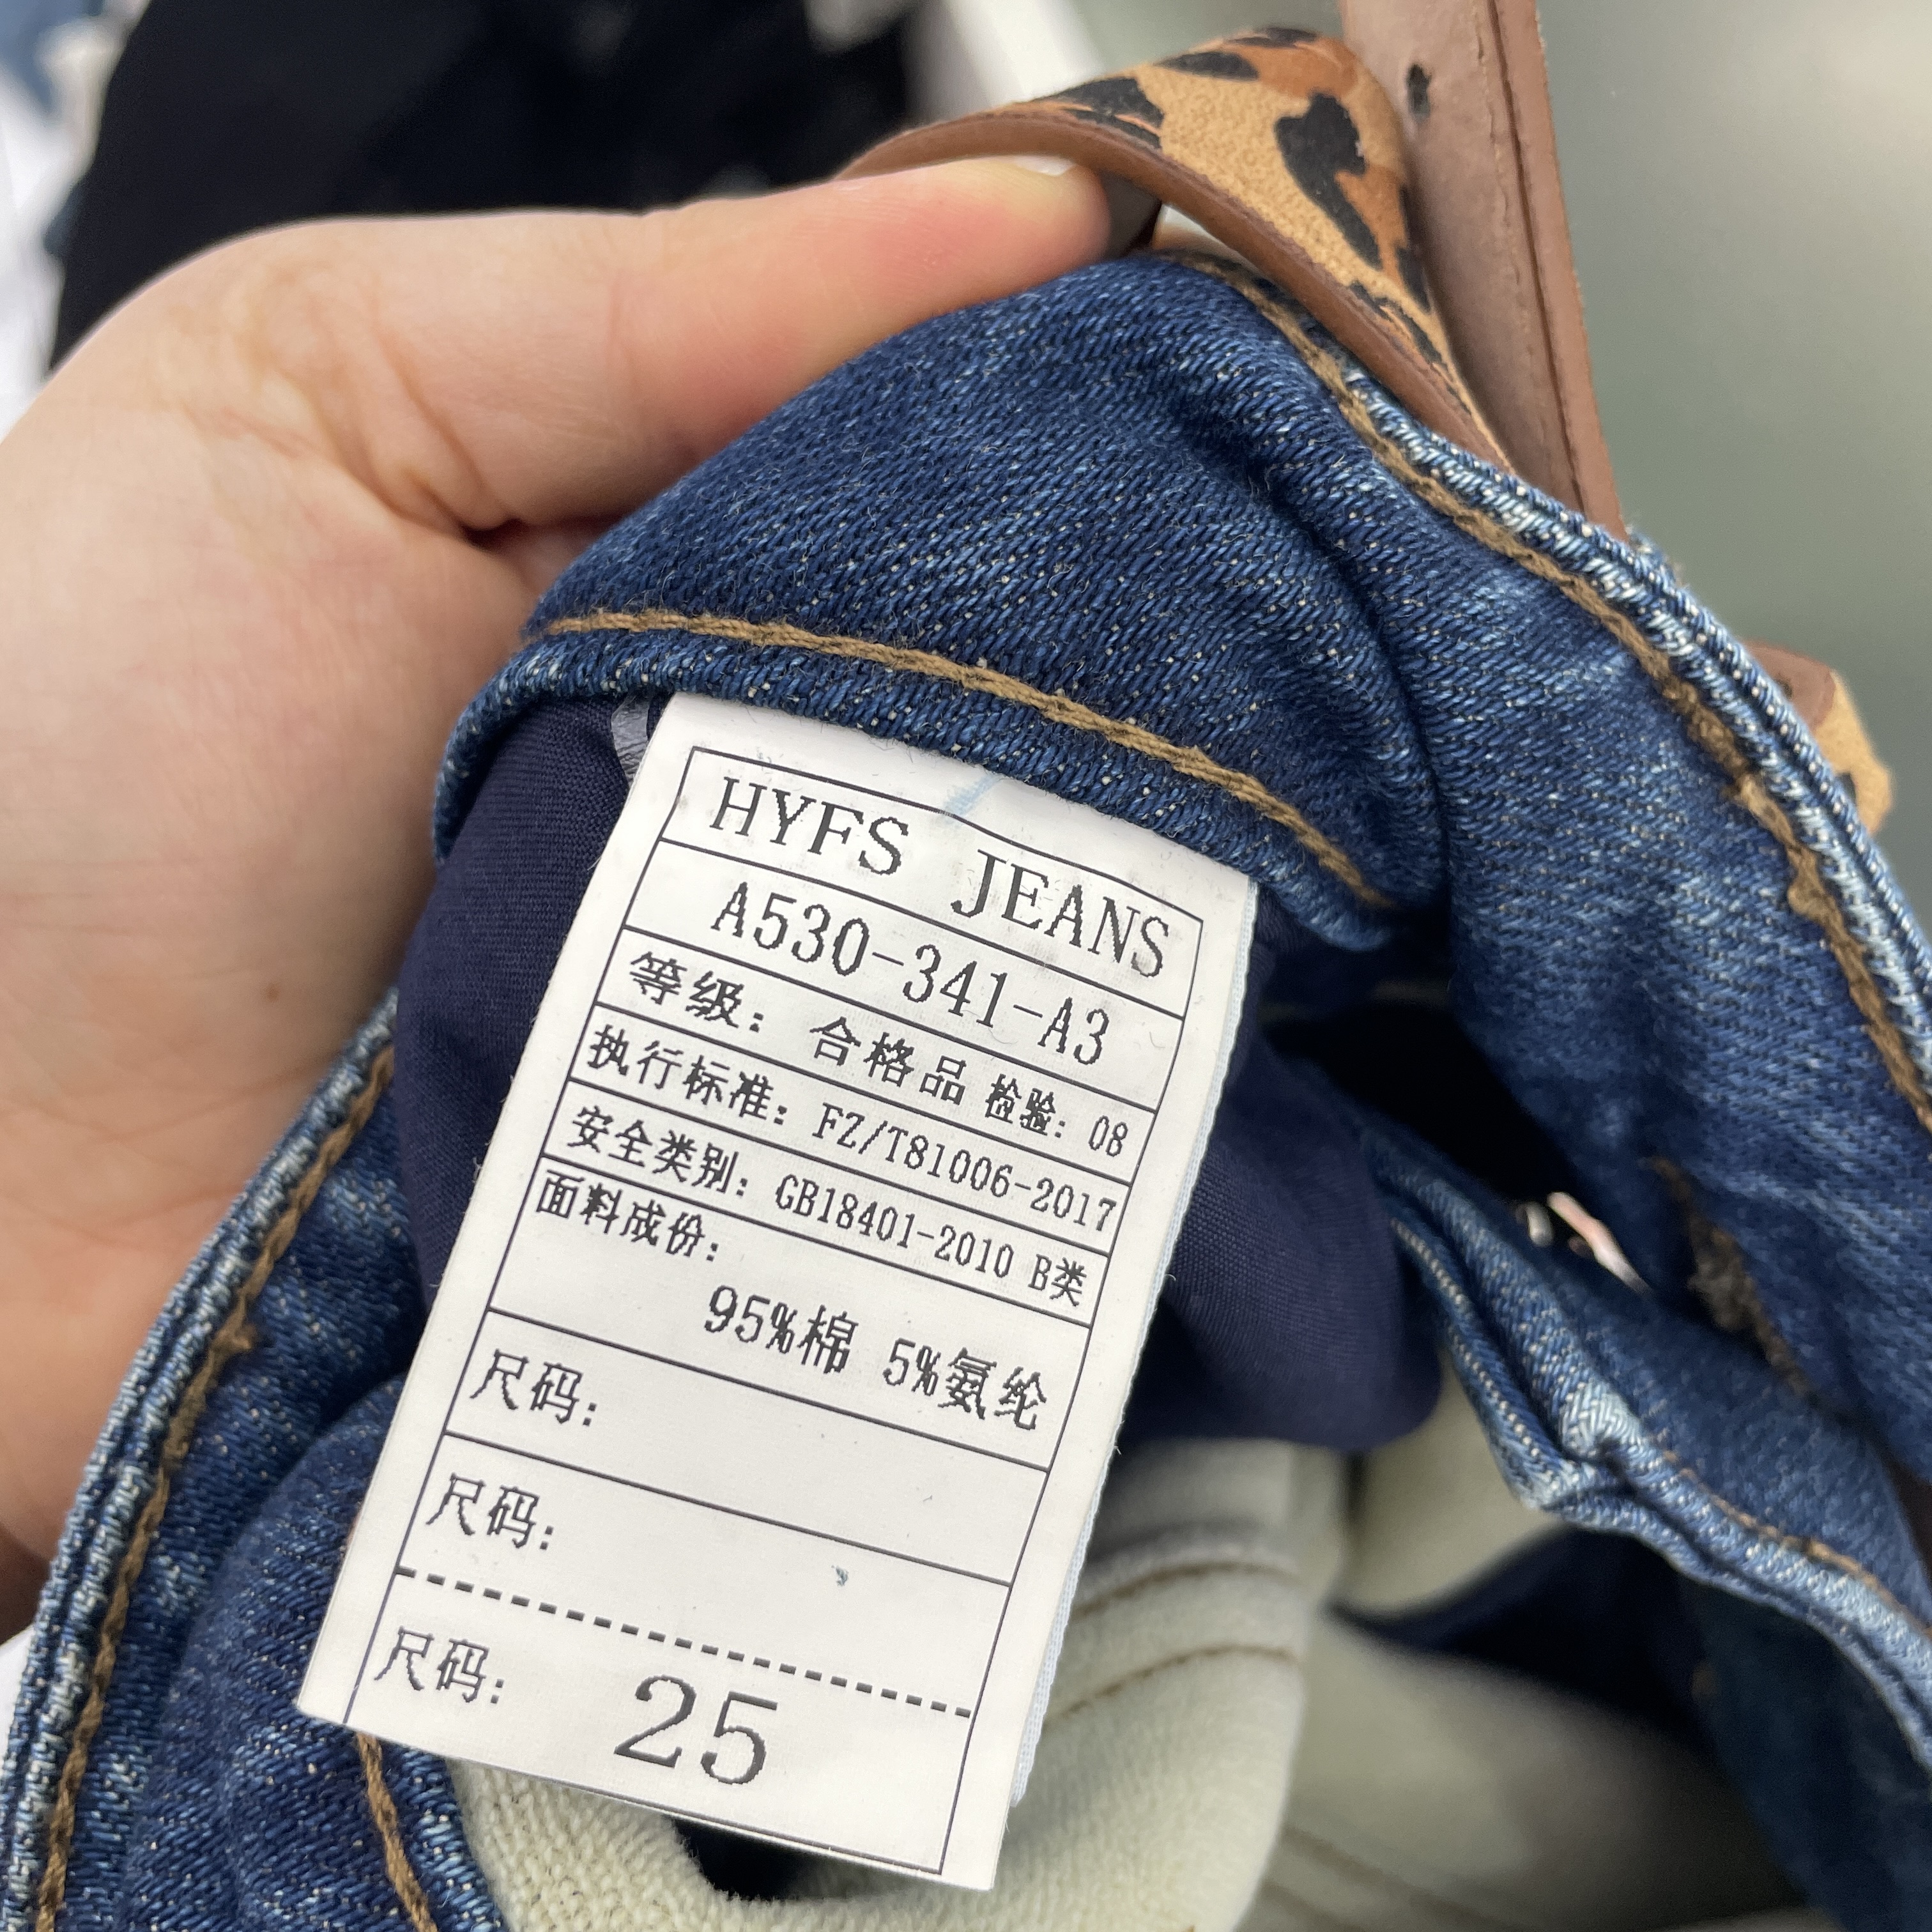 HYFS JEANS
A530-341-A3
等级: 合格品 检验: 08
执行标准: FZ/T81006-2017
安全类别: GB18401-2010 B类
面料成份:
95%棉 5%氨纶
尺码:
尺码:
尺码: 25